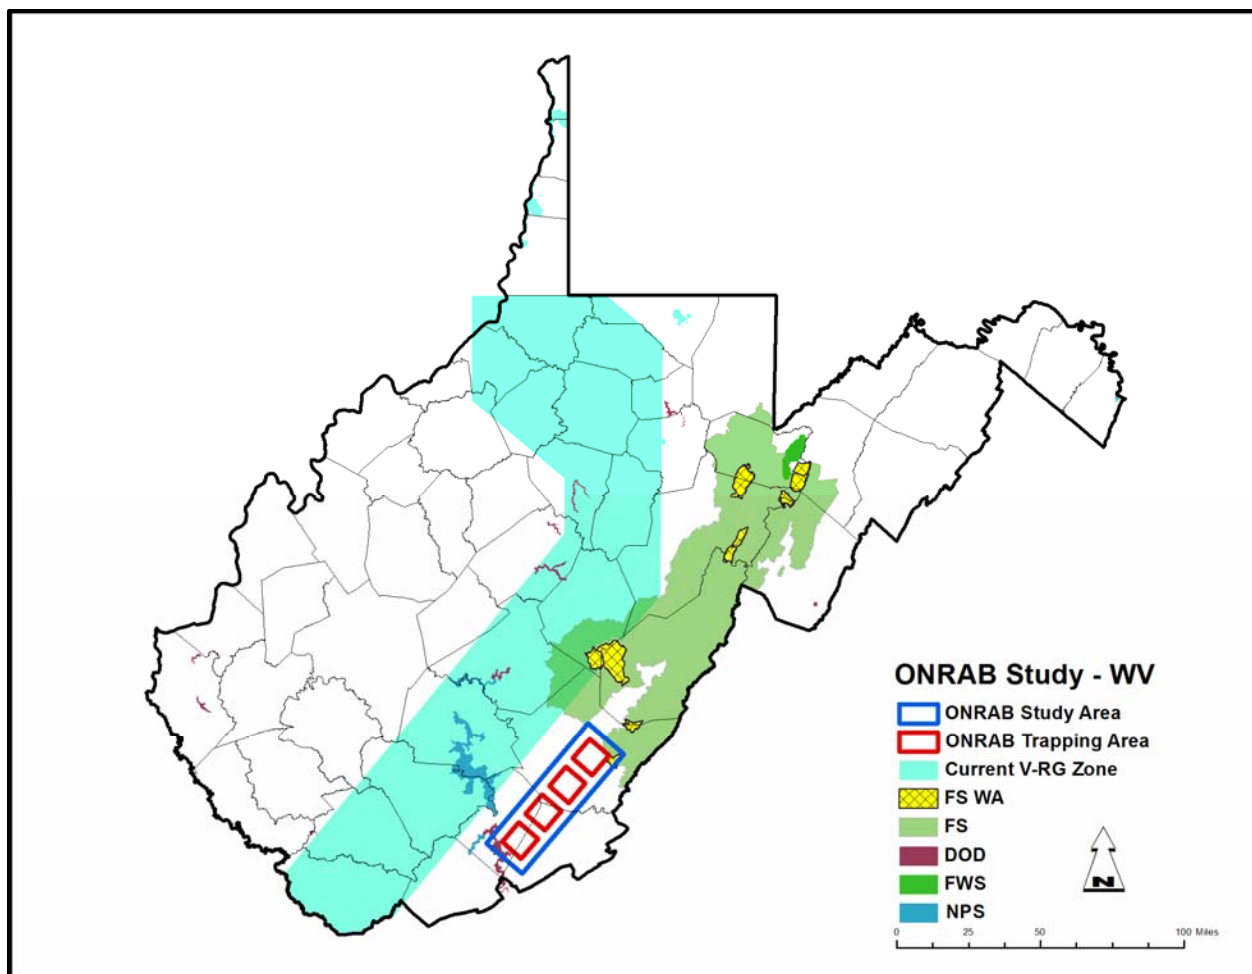 ONRAB Study - WV
ONRAB Study Area
ONRAB Trapping Area
Current V-RG Zone
FS WA
FS
DOD
FWS
NPS
N
0 25 50 100 Miles